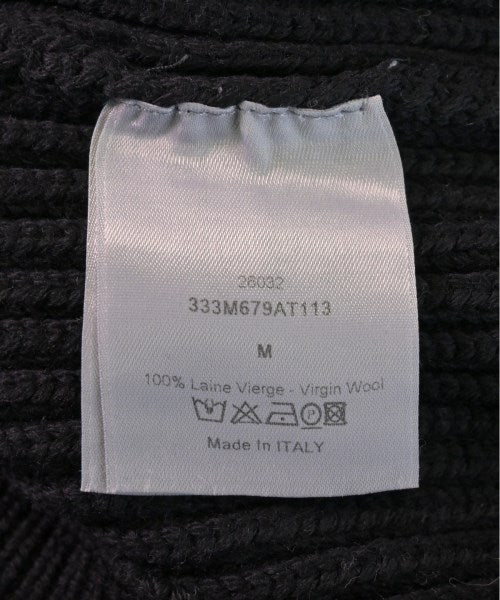 26032
333M679AT113
M
100% Laine Vierge - Virgin Wool
Made In ITALY